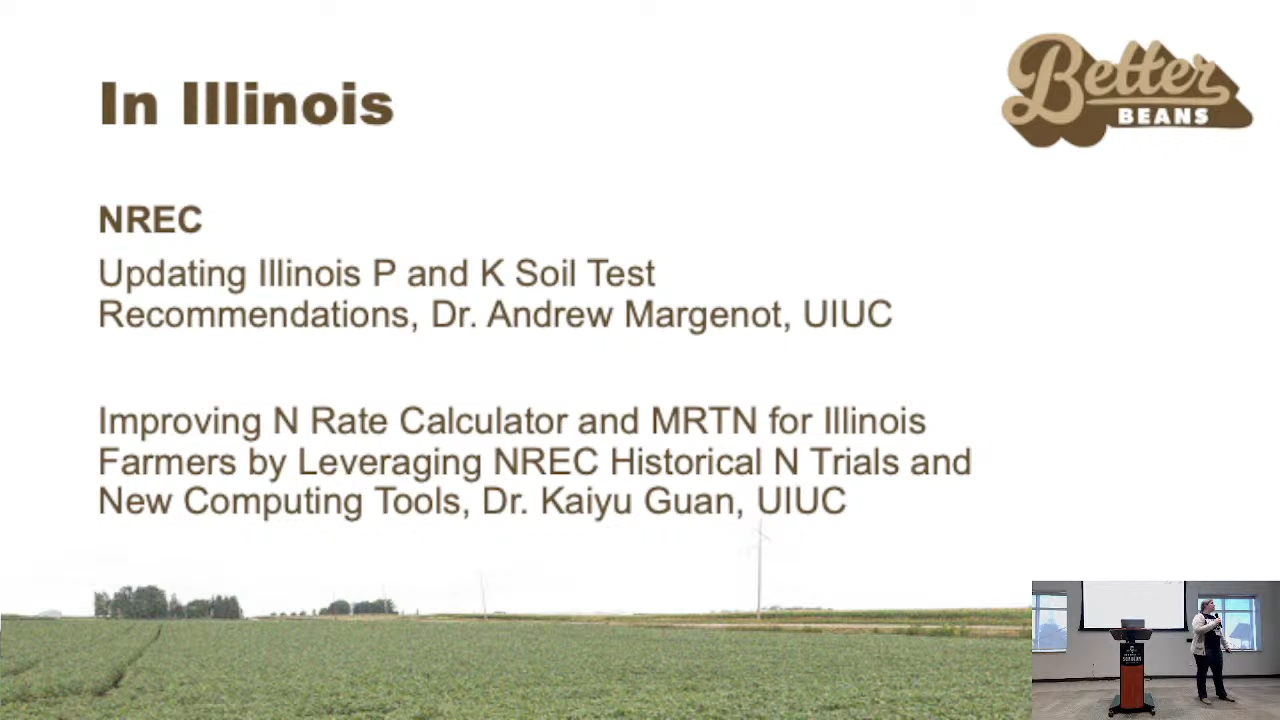 In Illinois
Better
BEANS
NREC
Updating Illinois P and K Soil Test
Recommendations, Dr. Andrew Margenot, UIUC
Improving N Rate Calculator and MRTN for Illinois
Farmers by Leveraging NREC Historical N Trials and
New Computing Tools, Dr. Kaiyu Guan, UIUC